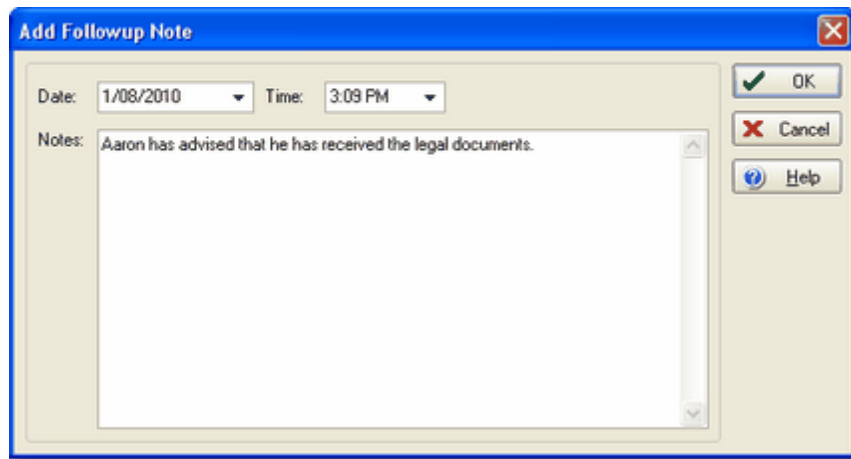 Add Followup Note
Date: 1/08/2010 Time: 3:09 PM
OK
Notes: Aaron has advised that he has received the legal documents.
Cancel
Help